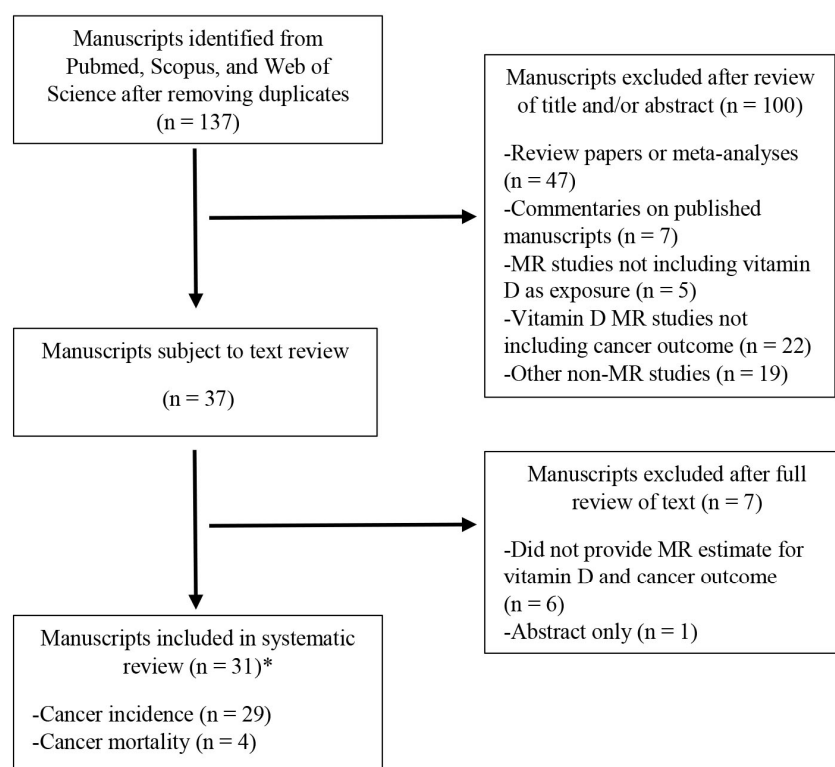 Manuscripts identified from
Pubmed, Scopus, and Web of
Science after removing duplicates
(n = 137)
Manuscripts excluded after review
of title and/or abstract (n = 100)
-Review papers or meta-analyses
(n = 47)
-Commentaries on published
manuscripts (n = 7)
-MR studies not including vitamin
D as exposure (n = 5)
-Vitamin D MR studies not
including cancer outcome (n = 22)
-Other non-MR studies (n = 19)
Manuscripts subject to text review
(n = 37)
Manuscripts excluded after full
review of text (n = 7)
-Did not provide MR estimate for
vitamin D and cancer outcome
(n = 6)
-Abstract only (n = 1)
Manuscripts included in systematic
review (n = 31)*
-Cancer incidence (n = 29)
-Cancer mortality (n = 4)